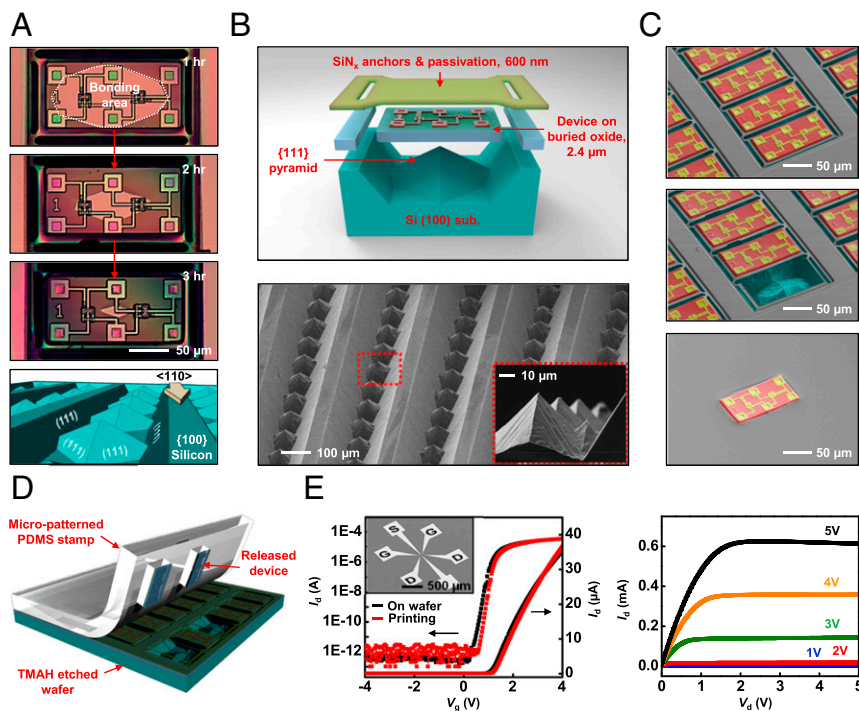 A
1 hr
Bonding
area
1
2 hr
1
3 hr
1
50 µm
<110>
(111)
(111)
(111)
(111)
{100}
Silicon
B
SiNx anchors & passivation, 600 nm
Device on
buried oxide,
2.4 µm
{111}
pyramid
Si (100) sub.
100 µm
10 µm
C
50 µm
50 µm
50 µm
D
Micro-patterned
PDMS stamp
Released
device
TMAH etched
wafer
E
1E-4
1E-6
1E-8
1E-10
1E-12
Id (A)
S
G
G
D
D
S
500 µm
On wafer
Printing
-4
-2
0
2
4
Vg (V)
40
30
20
10
0
Id (µA)
0.6
0.4
0.2
0.0
Id (mA)
5V
4V
3V
1V
2V
0
1
2
3
4
5
Vd (V)